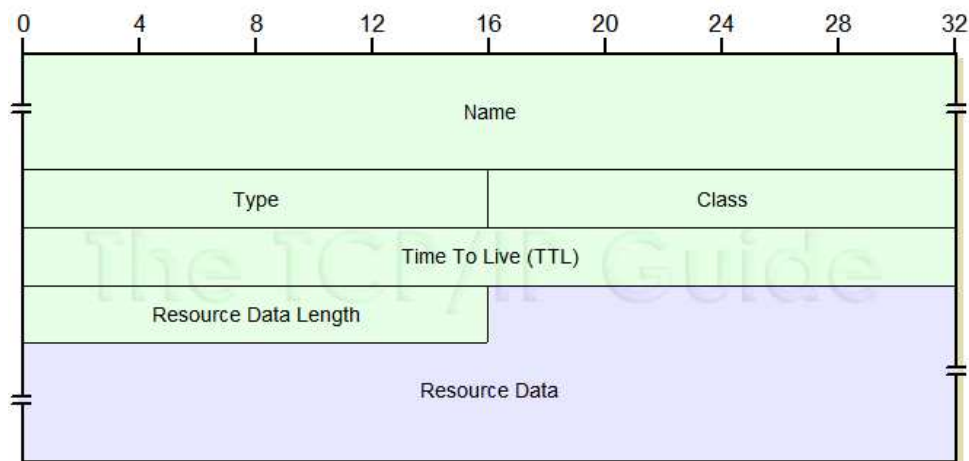 0 4 8 12 16 20 24 28 32
Name
Type Class
The TCP/IP Guide
Time To Live (TTL)
Resource Data Length
Resource Data